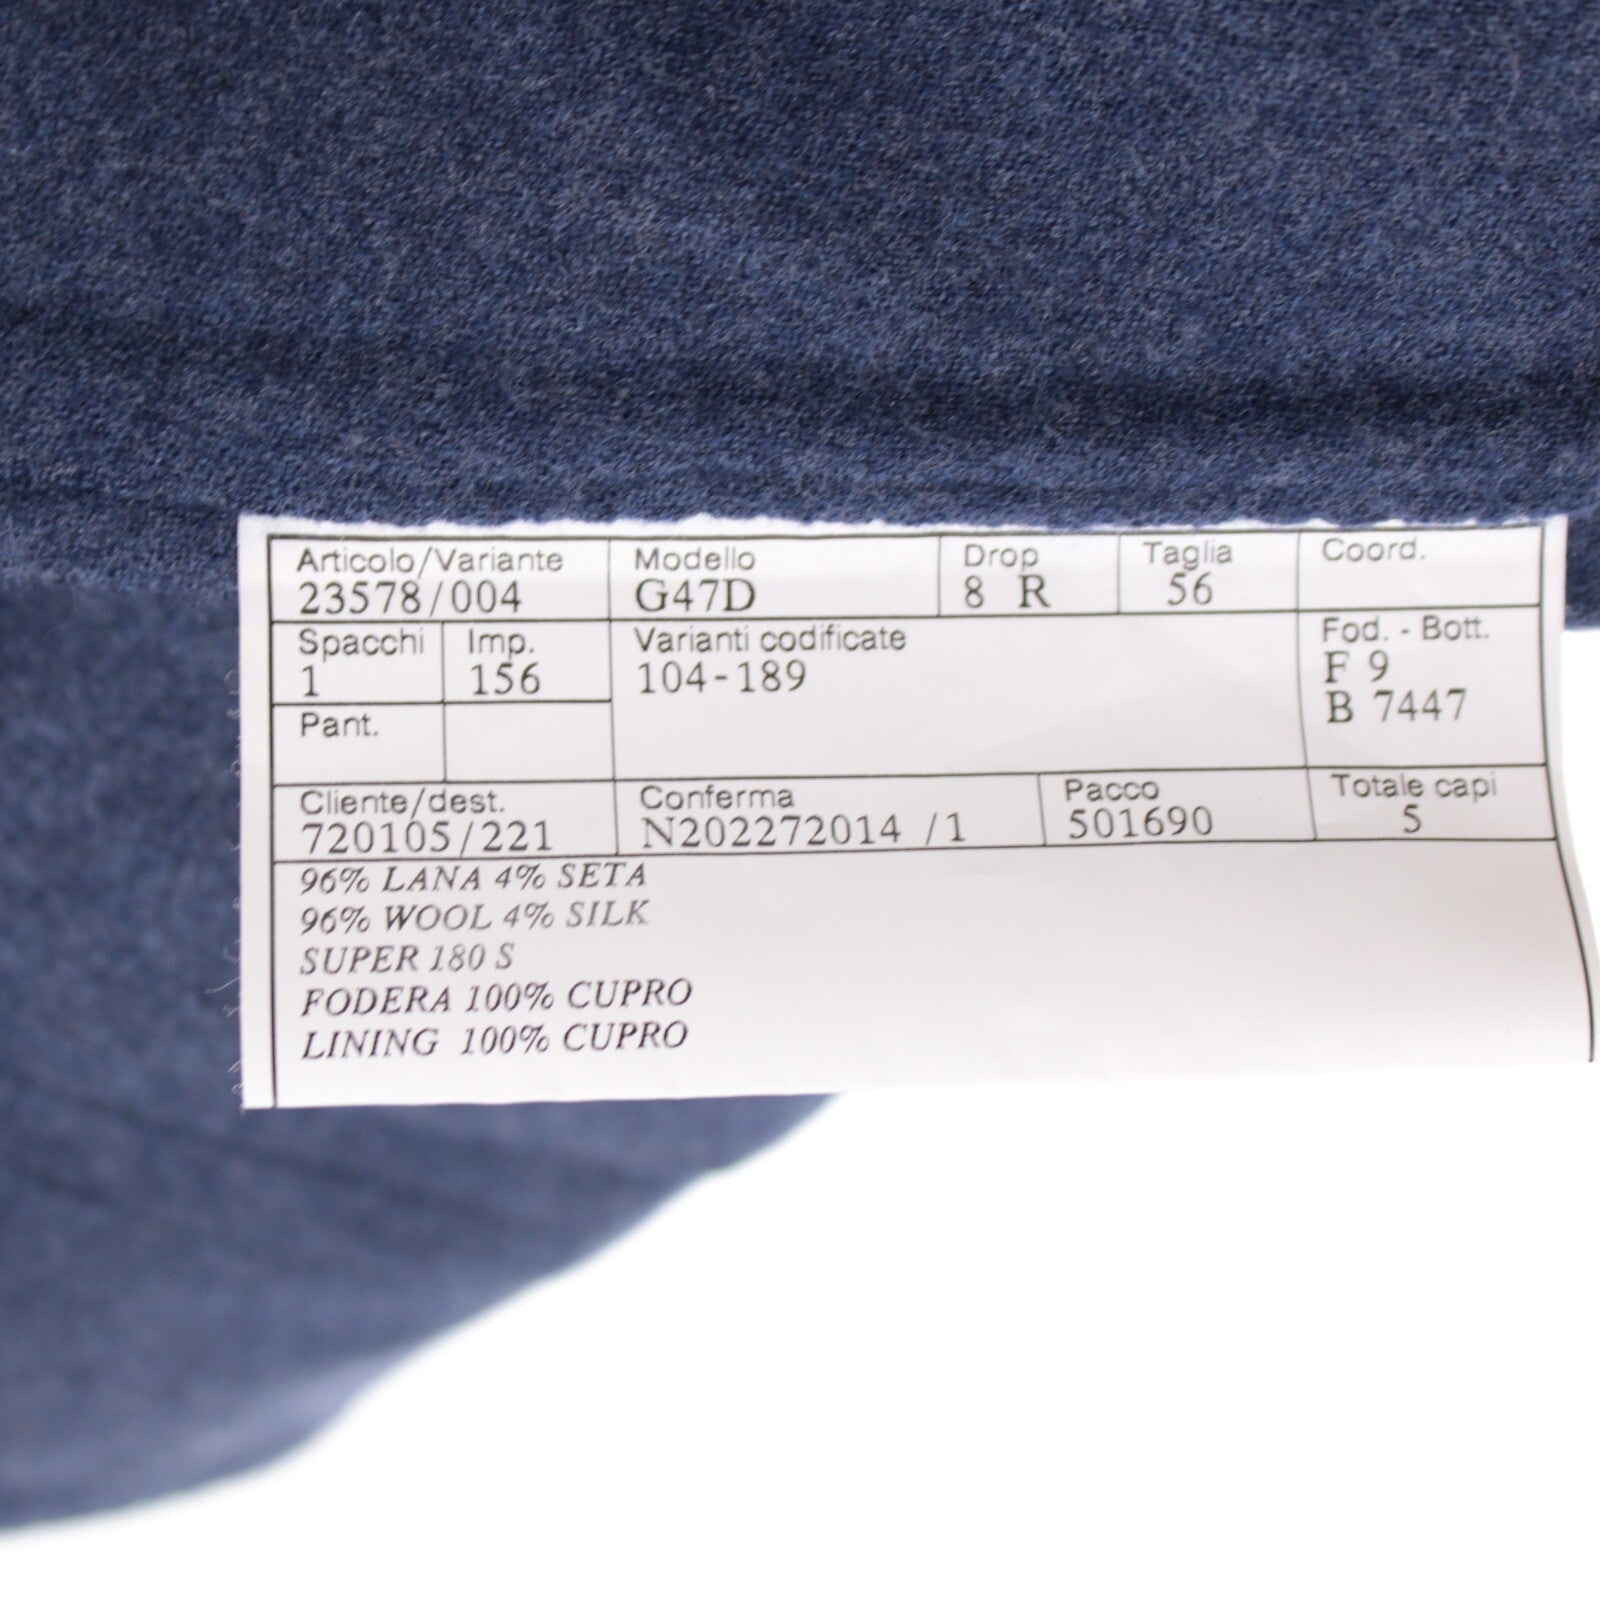 Articolo/Variante Modello Drop Taglia Coord.
23578/004 G47D 8 R 56
Spacchi Imp. Varianti codificate Fod. - Bott.
1 156 104-189 F 9
B 7447
Pant.
Cliente/dest. Conferma Pacco Totale capi
720105/221 N202272014 /1 501690 5
96% LANA 4% SETA
96% WOOL 4% SILK
SUPER 180 S
FODERA 100% CUPRO
LINING 100% CUPRO